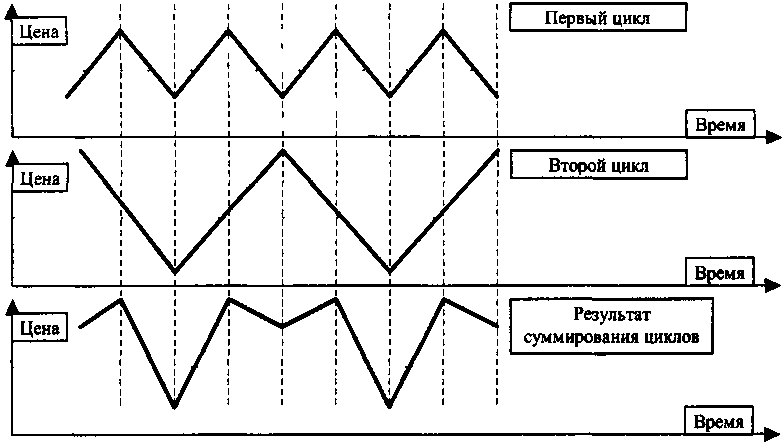 Цена
Первый цикл
Время
Цена
Второй цикл
Время
Цена
Результат
суммирования циклов
Время